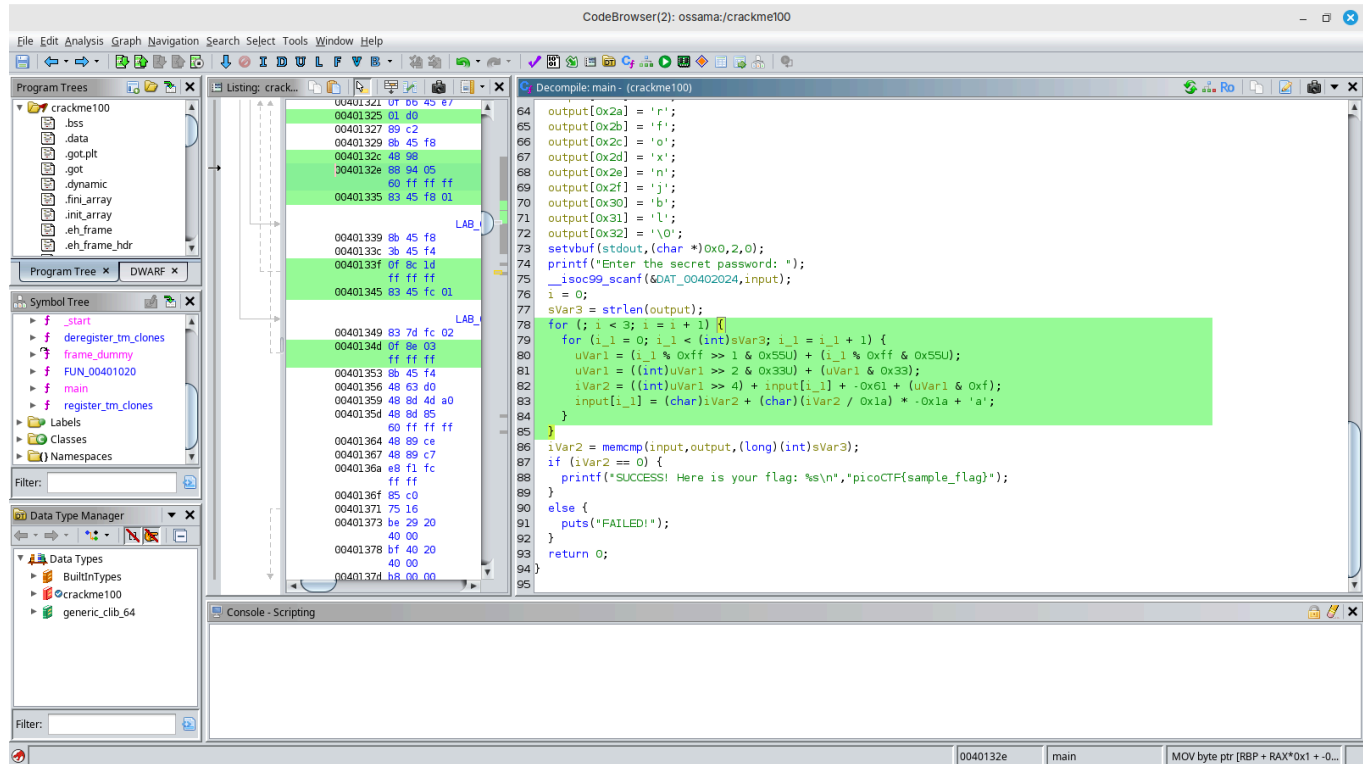 CodeBrowser(2): ossama:/crackme100
File Edit Analysis Graph Navigation Search Select Tools Window Help
I D U L F V B
Program Trees
crackme100
.bss
.data
.got.plt
.got
.dynamic
.fini_array
.init_array
.eh_frame
.eh_frame_hdr
Program Tree × DWARF ×
Symbol Tree
f _start
f deregister_tm_clones
f frame_dummy
f FUN_00401020
f main
f register_tm_clones
Labels
Classes
Namespaces
Filter:
Data Type Manager
Data Types
BuiltInTypes
crackme100
generic_clib_64
Filter:
Listing: crack...
00401321 0f b6 45 e7
00401325 01 d0
00401327 89 c2
00401329 8b 45 f8
0040132c 48 98
0040132e 88 94 05
60 ff ff ff
00401335 83 45 f8 01
LAB_
00401339 8b 45 f8
0040133c 3b 45 f4
0040133f 0f 8c 1d
ff ff ff
00401345 83 45 fc 01
LAB_
00401349 83 7d fc 02
0040134d 0f 8e 03
ff ff ff
00401353 8b 45 f4
00401356 48 63 d0
00401359 48 8d 4d a0
0040135d 48 8d 85
60 ff ff ff
00401364 48 89 ce
00401367 48 89 c7
0040136a e8 f1 fc
ff ff
0040136f 85 c0
00401371 75 16
00401373 be 29 20
40 00
00401378 bf 40 20
40 00
0040137d b8 00 00
Decompile: main - (crackme100)
Ro
64 output[0x2a] = 'r';
65 output[0x2b] = 'f';
66 output[0x2c] = 'o';
67 output[0x2d] = 'x';
68 output[0x2e] = 'n';
69 output[0x2f] = 'j';
70 output[0x30] = 'b';
71 output[0x31] = 'l';
72 output[0x32] = '\0';
73 setvbuf(stdout,(char *)0x0,2,0);
74 printf("Enter the secret password: ");
75 __isoc99_scanf(&DAT_00402024,input);
76 i = 0;
77 sVar3 = strlen(output);
78 for (; i < 3; i = i + 1) {
79 for (i_1 = 0; i_1 < (int)sVar3; i_1 = i_1 + 1) {
80 uVar1 = (i_1 % 0xff >> 1 & 0x55U) + (i_1 % 0xff & 0x55U);
81 uVar1 = ((int)uVar1 >> 2 & 0x33U) + (uVar1 & 0x33);
82 iVar2 = ((int)uVar1 >> 4) + input[i_1] + -0x61 + (uVar1 & 0xf);
83 input[i_1] = (char)iVar2 + (char)(iVar2 / 0x1a) * -0x1a + 'a';
84 }
85 }
86 iVar2 = memcmp(input,output,(long)(int)sVar3);
87 if (iVar2 == 0) {
88 printf("SUCCESS! Here is your flag: %s\n","picoCTF{sample_flag}");
89 }
90 else {
91 puts("FAILED!");
92 }
93 return 0;
94 }
95
Console - Scripting
0040132e
main
MOV byte ptr [RBP + RAX*0x1 + -0...